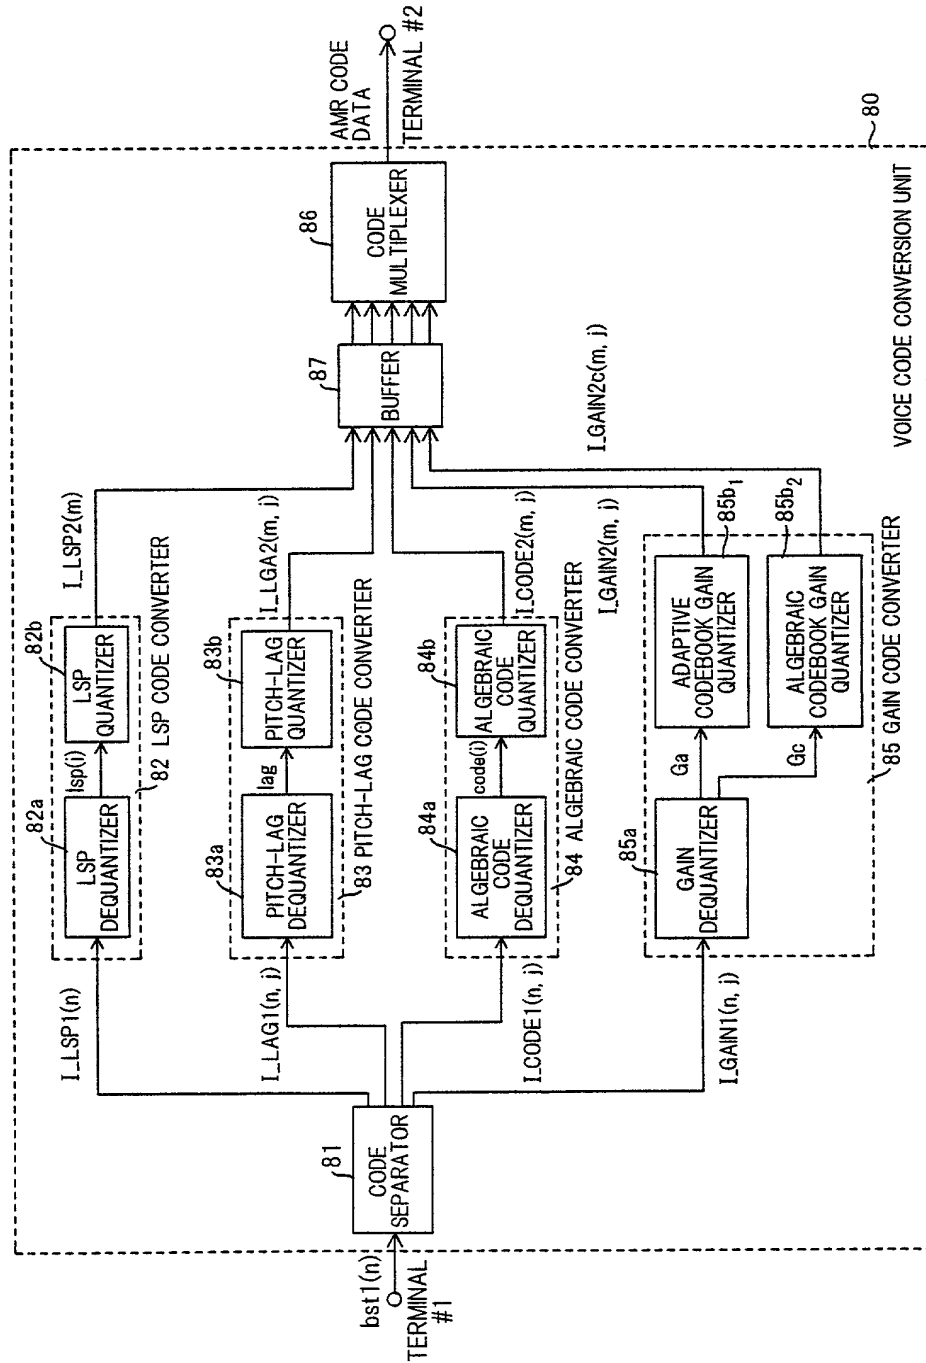 bst1(n)
TERMINAL
#1
81
CODE
SEPARATOR
I_LSP1(n)
I_LAG1(n, j)
I_CODE1(n, j)
I_GAIN1(n, j)
82a
LSP
DEQUANTIZER
lsp(i)
82b
LSP
QUANTIZER
82 LSP CODE CONVERTER
83a
PITCH-LAG
DEQUANTIZER
lag
83b
PITCH-LAG
QUANTIZER
83 PITCH-LAG CODE CONVERTER
84a
ALGEBRAIC
CODE
DEQUANTIZER
code(i)
84b
ALGEBRAIC
CODE
QUANTIZER
84 ALGEBRAIC CODE CONVERTER
85a
GAIN
DEQUANTIZER
Ga
Gc
ADAPTIVE
CODEBOOK GAIN
QUANTIZER
85b1
ALGEBRAIC
CODEBOOK GAIN
QUANTIZER
85b2
85 GAIN CODE CONVERTER
I_LSP2(m)
I_LGA2(m, j)
I_CODE2(m, j)
I_GAIN2(m, j)
I_GAIN2c(m, j)
87
BUFFER
86
CODE
MULTIPLEXER
AMR CODE
DATA
TERMINAL #2
80
VOICE CODE CONVERSION UNIT